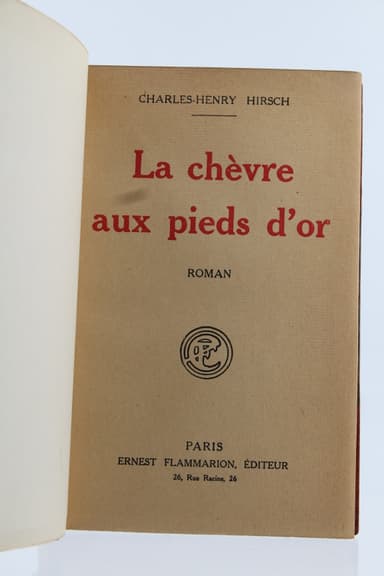 CHARLES-HENRY HIRSCH
La chèvre
aux pieds d'or
ROMAN
PARIS
ERNEST FLAMMARION, ÉDITEUR
26, Rue Racine, 26